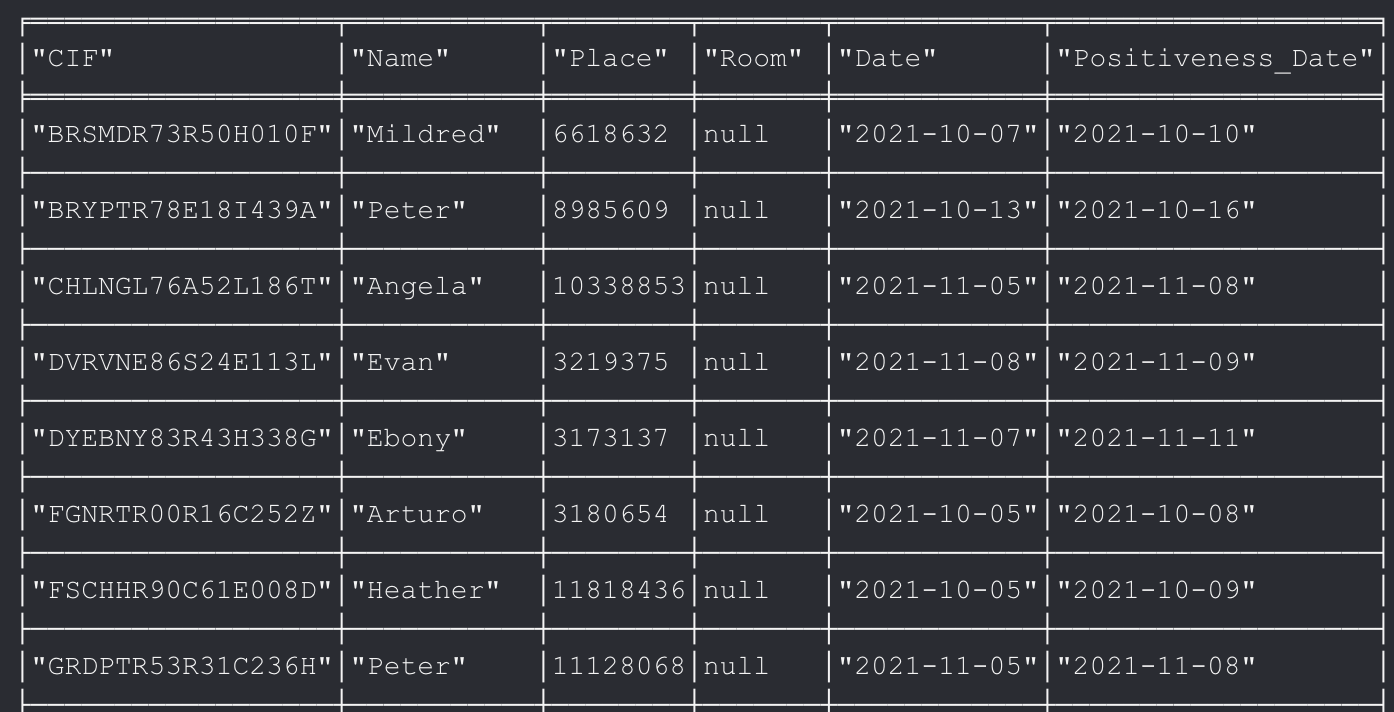 "CIF" "Name" "Place" "Room" "Date" "Positiveness_Date"
"BRSMDR73R50H010F" "Mildred" 6618632 null "2021-10-07" "2021-10-10"
"BRYPTR78E18I439A" "Peter" 8985609 null "2021-10-13" "2021-10-16"
"CHLNGL76A52L186T" "Angela" 10338853 null "2021-11-05" "2021-11-08"
"DVRVNE86S24E113L" "Evan" 3219375 null "2021-11-08" "2021-11-09"
"DYEBNY83R43H338G" "Ebony" 3173137 null "2021-11-07" "2021-11-11"
"FGNRTR00R16C252Z" "Arturo" 3180654 null "2021-10-05" "2021-10-08"
"FSCHHR90C61E008D" "Heather" 11818436 null "2021-10-05" "2021-10-09"
"GRDPTR53R31C236H" "Peter" 11128068 null "2021-11-05" "2021-11-08"